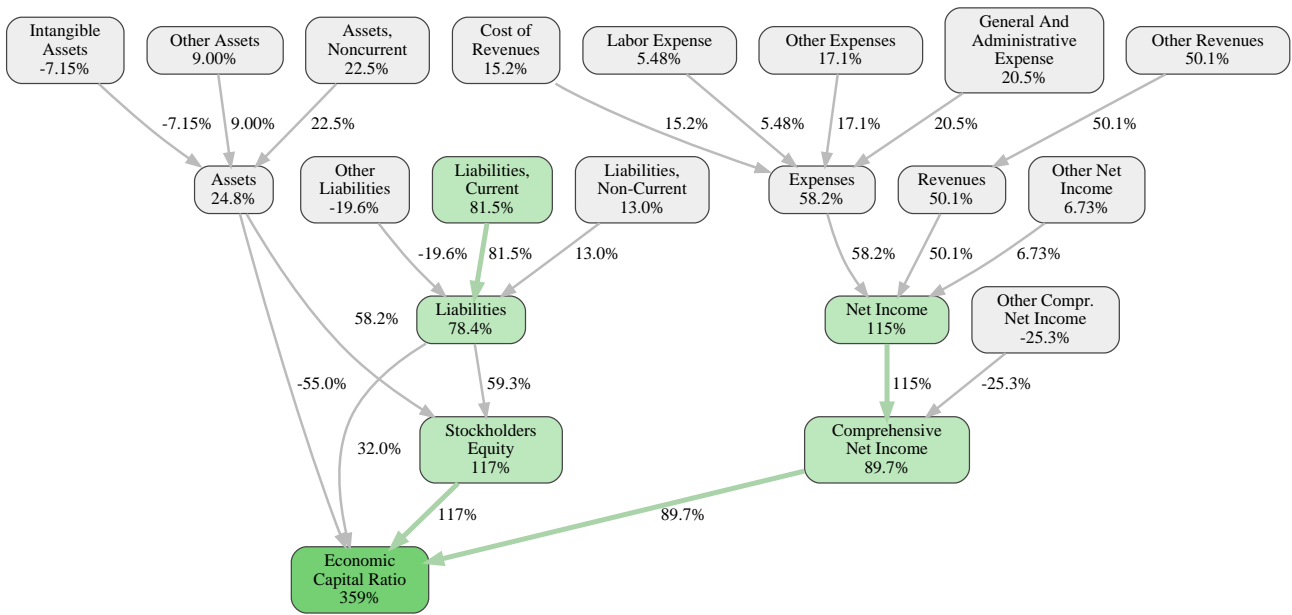 Intangible
Assets
-7.15%
Other Assets
9.00%
Assets,
Noncurrent
22.5%
Cost of
Revenues
15.2%
Labor Expense
5.48%
Other Expenses
17.1%
General And
Administrative
Expense
20.5%
Other Revenues
50.1%
-7.15%
9.00%
22.5%
15.2%
5.48%
17.1%
20.5%
50.1%
Assets
24.8%
Other
Liabilities
-19.6%
Liabilities,
Current
81.5%
Liabilities,
Non-Current
13.0%
Expenses
58.2%
Revenues
50.1%
Other Net
Income
6.73%
-19.6%
81.5%
13.0%
58.2%
50.1%
6.73%
58.2%
Liabilities
78.4%
Net Income
115%
Other Compr.
Net Income
-25.3%
-55.0%
59.3%
115%
-25.3%
32.0%
Stockholders
Equity
117%
Comprehensive
Net Income
89.7%
117%
89.7%
Economic
Capital Ratio
359%